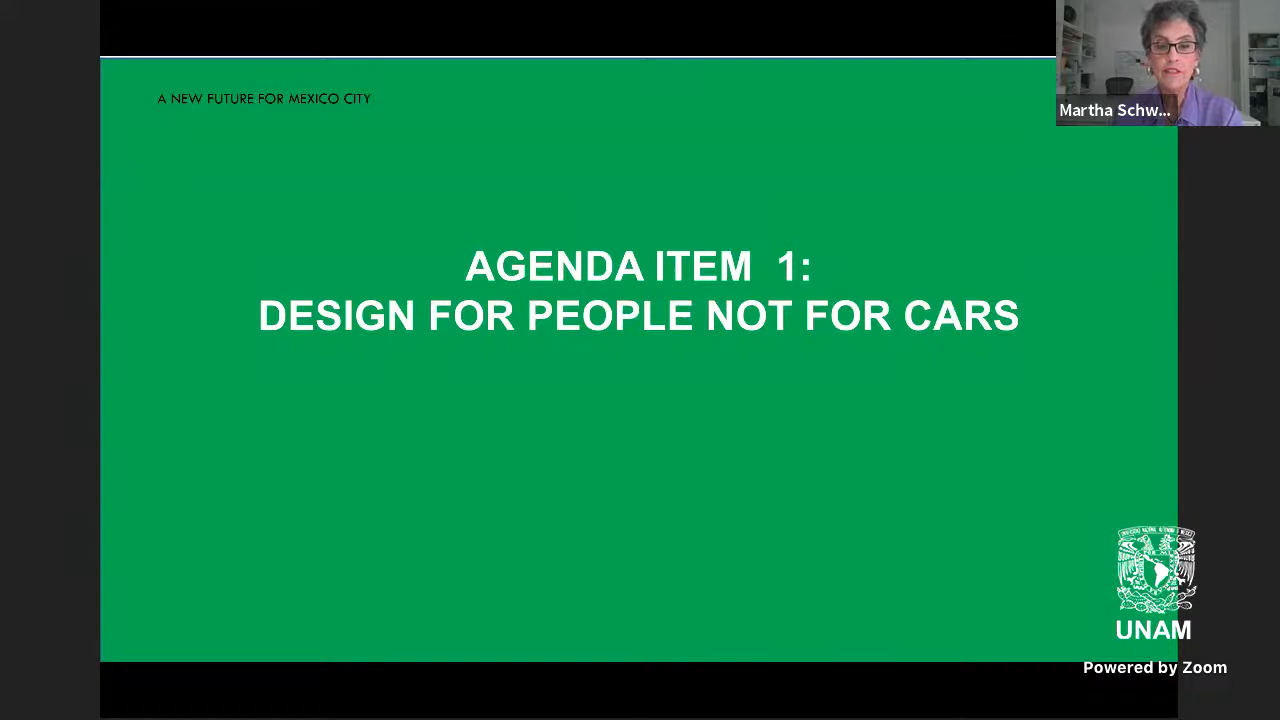 A NEW FUTURE FOR MEXICO CITY
Martha Schw...
AGENDA ITEM 1:
DESIGN FOR PEOPLE NOT FOR CARS
UNAM
Powered by Zoom